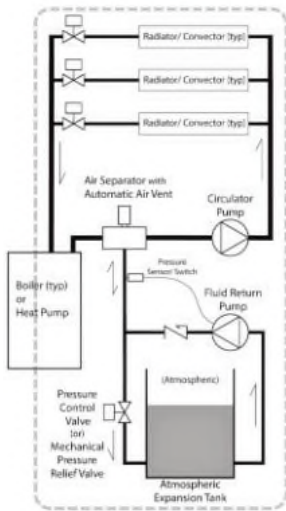 Radiator/ Convector (typ)
Radiator/ Convector (typ)
Radiator/ Convector (typ)
Air Separator with
Automatic Air Vent
Circulator
Pump
Boiler (typ)
or
Heat Pump
Pressure
Sensor Switch
Fluid Return
Pump
(Atmospheric)
Pressure
Control
Valve
(or)
Mechanical
Pressure
Relief Valve
Atmospheric
Expansion Tank